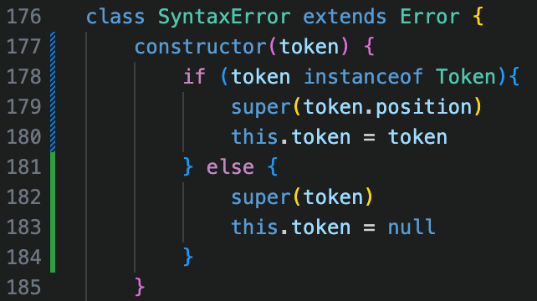 176 class SyntaxError extends Error {
177 constructor(token) {
178 if (token instanceof Token){
179 super(token.position)
180 this.token = token
181 } else {
182 super(token)
183 this.token = null
184 }
185 }